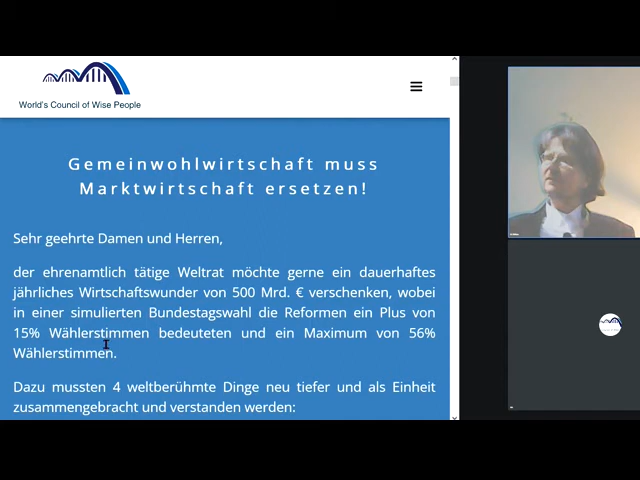 World's Council of Wise People
Gemeinwohlwirtschaft muss
Marktwirtschaft ersetzen!
Sehr geehrte Damen und Herren,
der ehrenamtlich tätige Weltrat möchte gerne ein dauerhaftes
jährliches Wirtschaftswunder von 500 Mrd. € verschenken, wobei
in einer simulierten Bundestagswahl die Reformen ein Plus von
15% Wählerstimmen bedeuteten und ein Maximum von 56%
Wählerstimmen.
Dazu mussten 4 weltberühmte Dinge neu tiefer und als Einheit
zusammengebracht und verstanden werden: